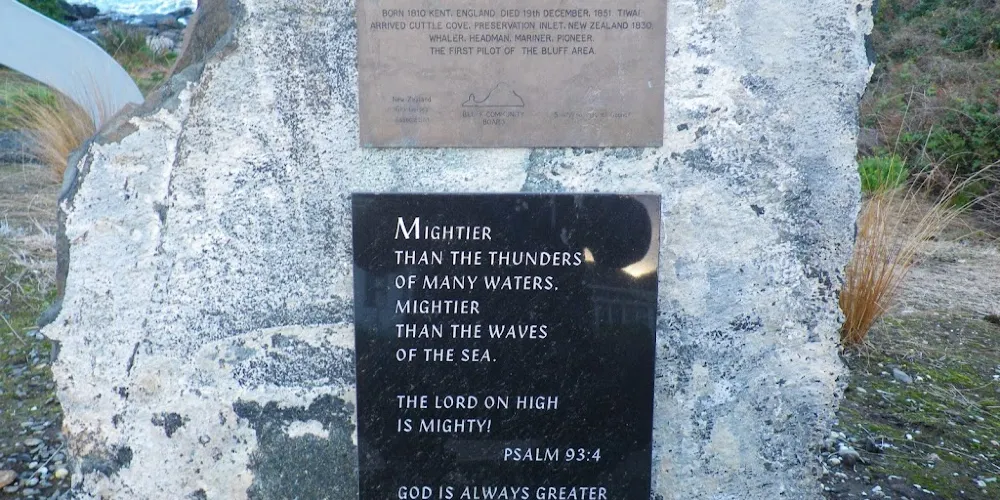 BORN 1810 KENT, ENGLAND. DIED 19th DECEMBER, 1851. TIWAI
ARRIVED CUTTLE COVE, PRESERVATION INLET, NEW ZEALAND 1830.
WHALER, HEADMAN, MARINER, PIONEER.
THE FIRST PILOT OF THE BLUFF AREA
New Zealand
COMMUNITY
BOARD
MIGHTIER
THAN THE THUNDERS
OF MANY WATERS.
MIGHTIER
THAN THE WAVES
OF THE SEA.
THE LORD ON HIGH
IS MIGHTY!
PSALM 93:4
GOD IS ALWAYS GREATER